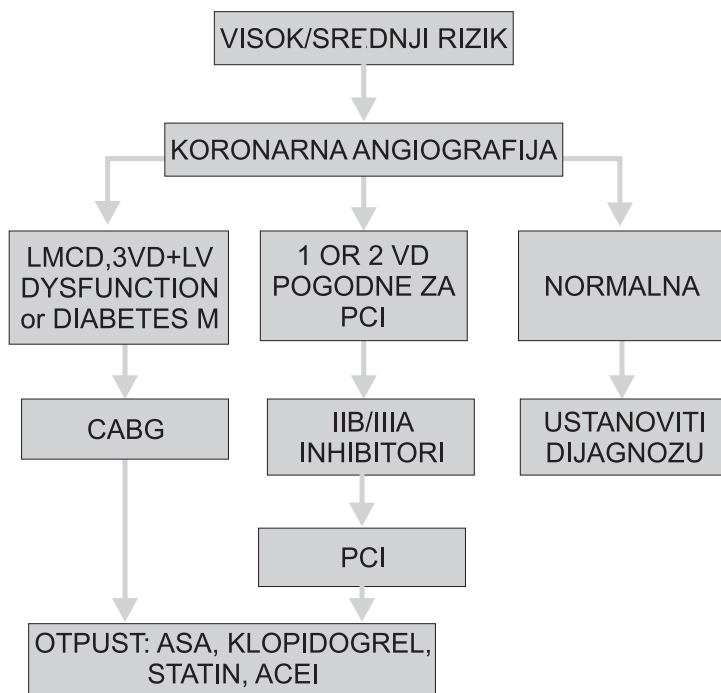 VISOK/SREDNJI RIZIK
KORONARNA ANGIOGRAFIJA
LMCD,3VD+LV
DYSFUNCTION
or DIABETES M
1 OR 2 VD
POGODNE ZA
PCI
NORMALNA
CABG
IIB/IIIA
INHIBITORI
USTANOVITI
DIJAGNOZU
PCI
OTPUST: ASA, KLOPIDOGREL,
STATIN, ACEI